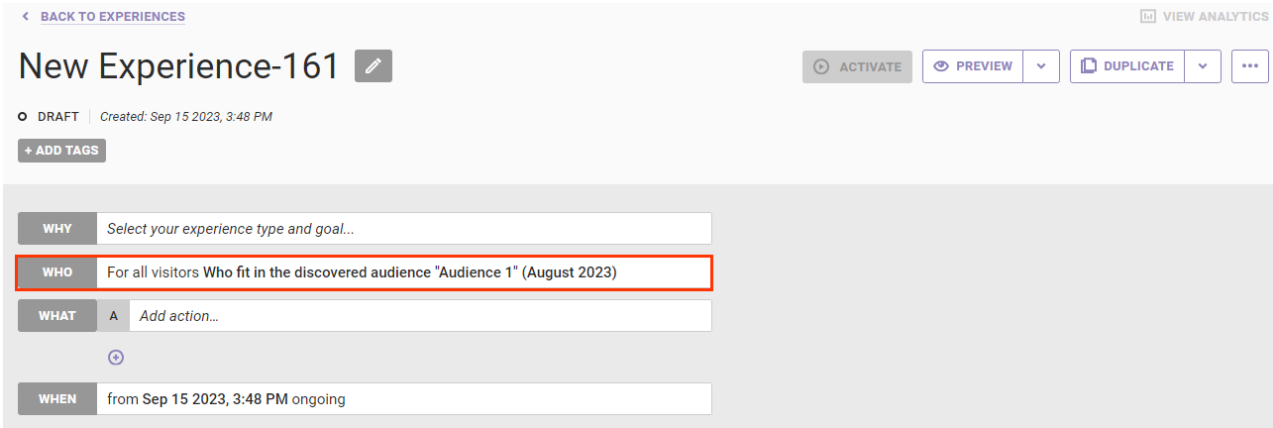 BACK TO EXPERIENCES
VIEW ANALYTICS
New Experience-161
ACTIVATE
PREVIEW
DUPLICATE
DRAFT Created: Sep 15 2023, 3:48 PM
+ ADD TAGS
WHY Select your experience type and goal...
WHO For all visitors Who fit in the discovered audience "Audience 1" (August 2023)
WHAT A Add action...
WHEN from Sep 15 2023, 3:48 PM ongoing